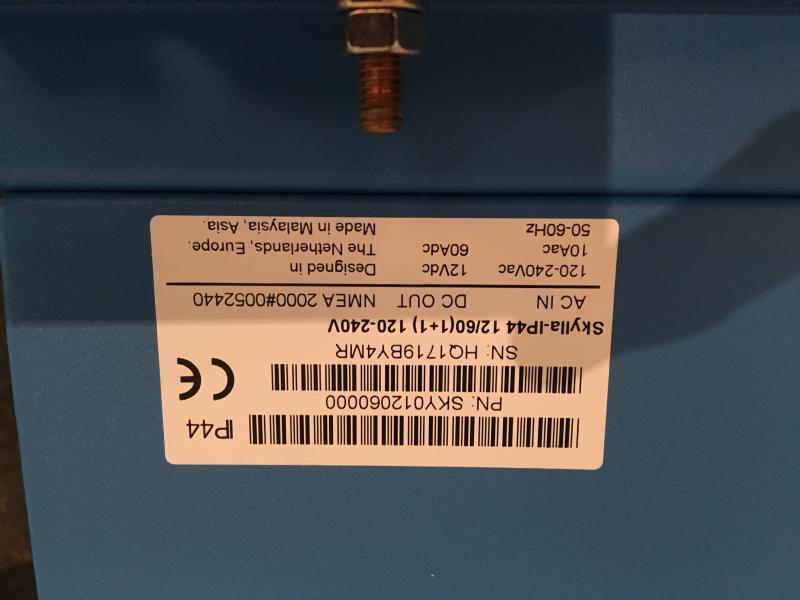 IP44
PN: SKY012060000
SN: HQ1719BY4MR
Skylla-IP44 12/60(1+1) 120-240V
AC IN DC OUT NMEA 2000#0052440
120-240Vac 12Vdc Designed in
10Aac 60Adc The Netherlands, Europe.
50-60Hz Made in Malaysia, Asia.